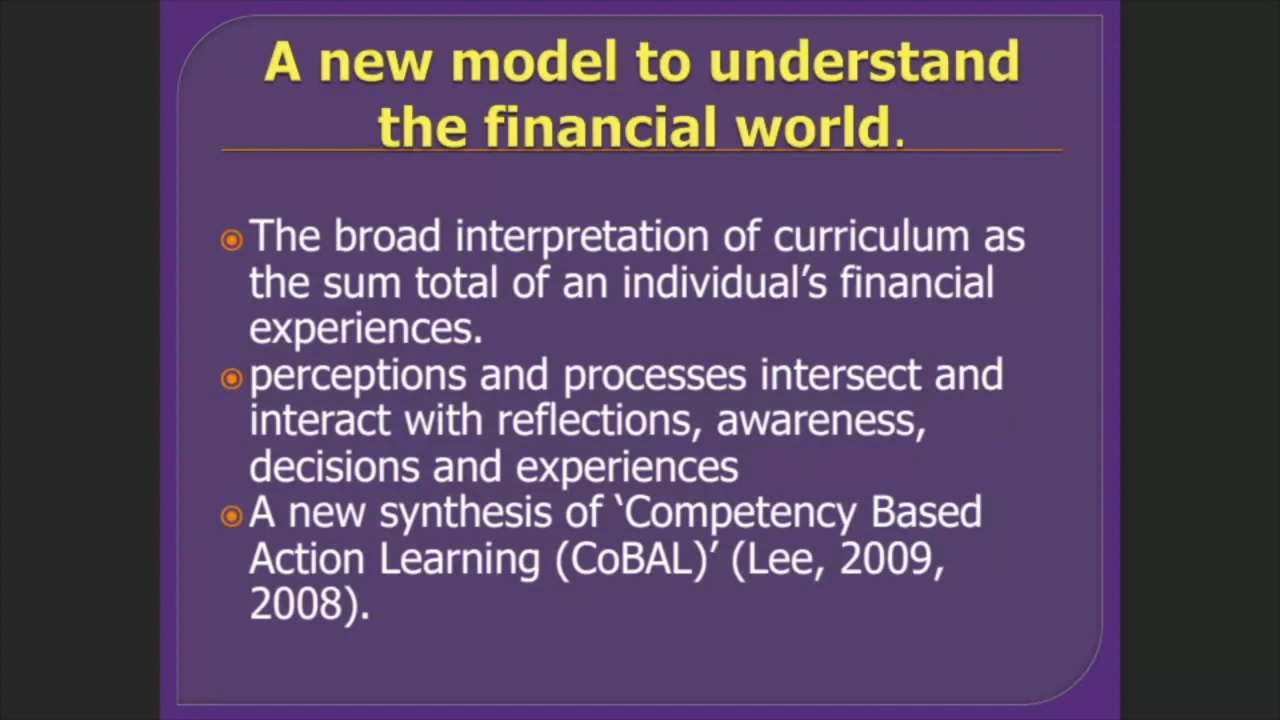 A new model to understand
the financial world.
The broad interpretation of curriculum as
the sum total of an individual’s financial
experiences.
perceptions and processes intersect and
interact with reflections, awareness,
decisions and experiences
A new synthesis of ‘Competency Based
Action Learning (CoBAL)’ (Lee, 2009,
2008).